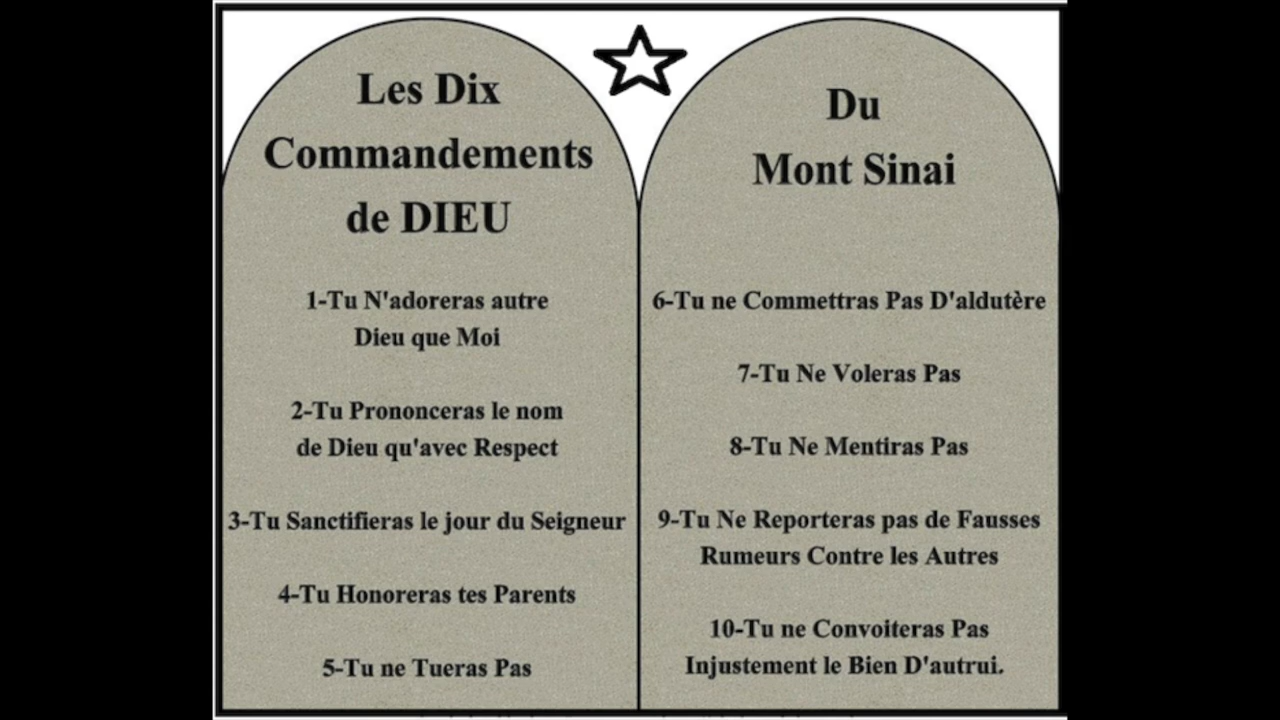 Les Dix
Commandements
de DIEU
1-Tu N'adoreras autre
Dieu que Moi
2-Tu Prononceras le nom
de Dieu qu'avec Respect
3-Tu Sanctifieras le jour du Seigneur
4-Tu Honoreras tes Parents
5-Tu ne Tueras Pas
Du
Mont Sinai
6-Tu ne Commettras Pas D'aldutère
7-Tu Ne Voleras Pas
8-Tu Ne Mentiras Pas
9-Tu Ne Reporteras pas de Fausses
Rumeurs Contre les Autres
10-Tu ne Convoiteras Pas
Injustement le Bien D'autrui.